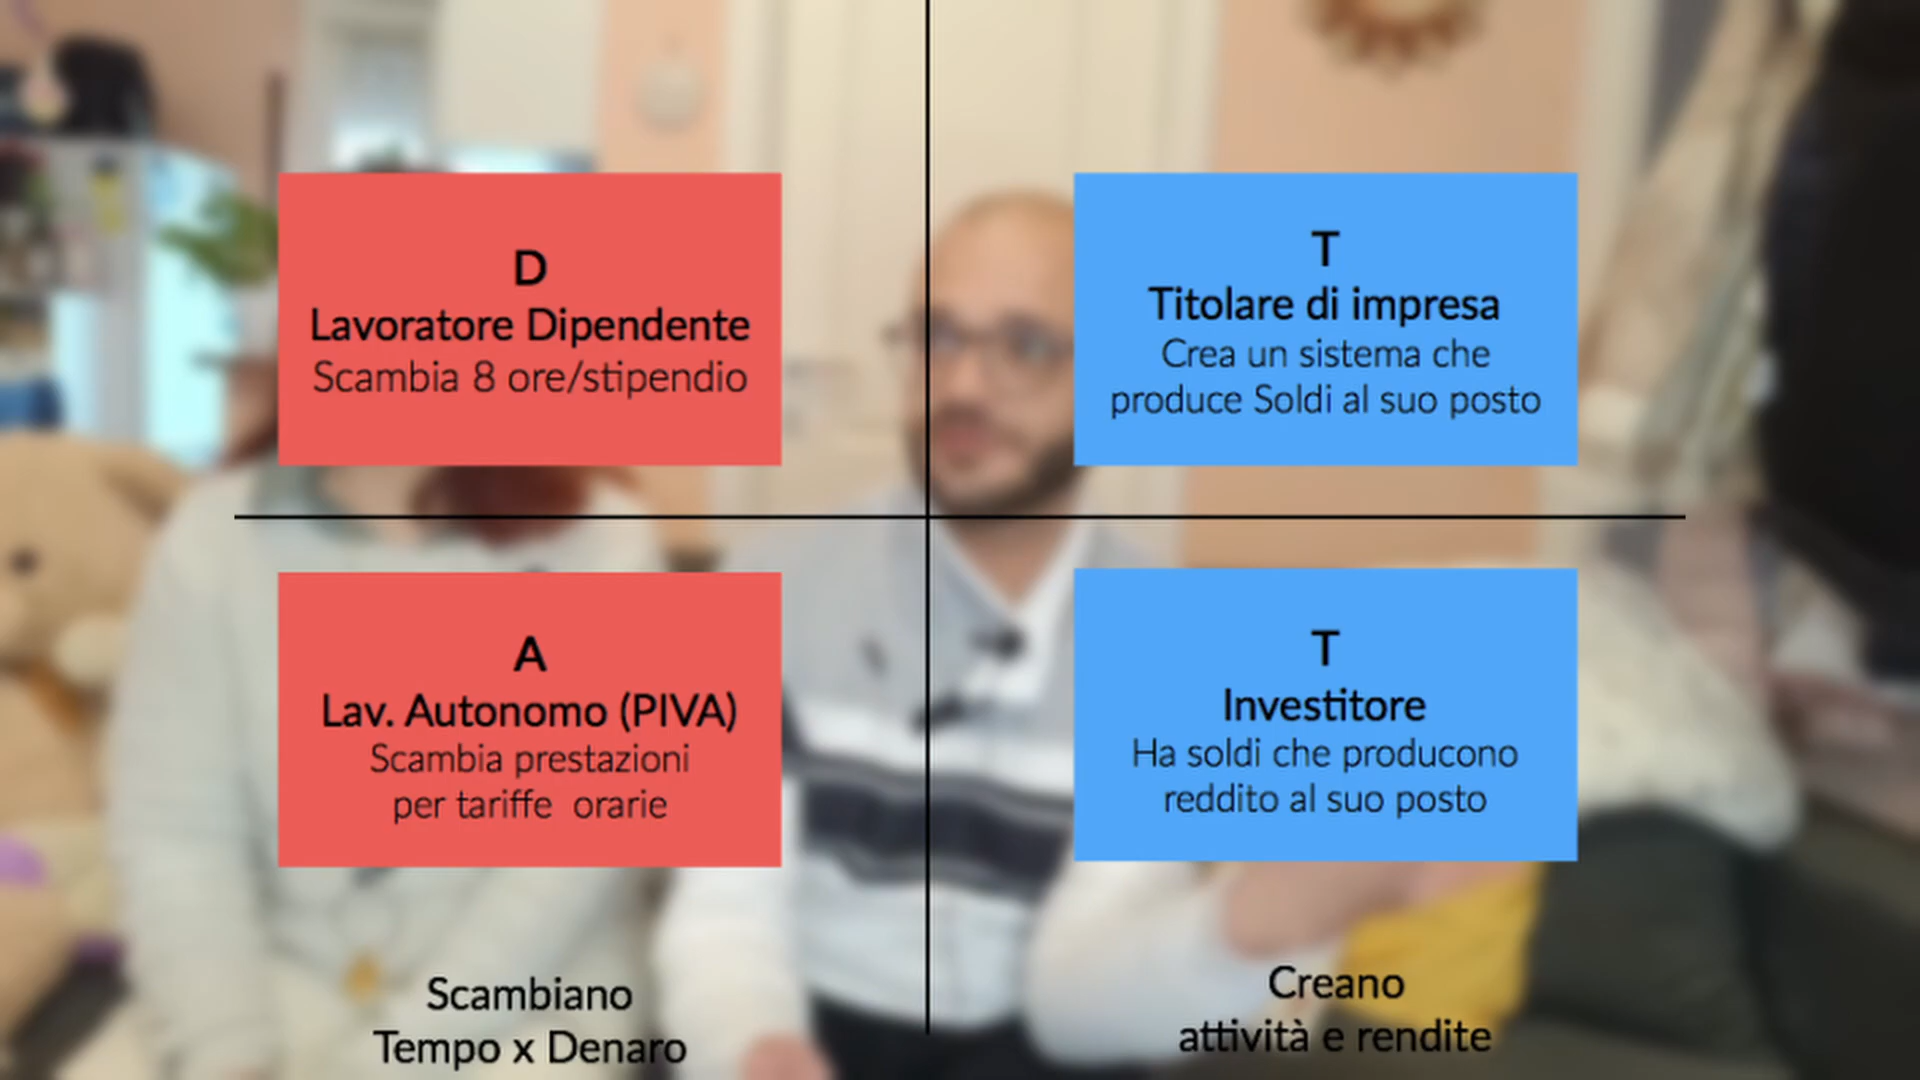 D
Lavoratore Dipendente
Scambia 8 ore/stipendio
T
Titolare di impresa
Crea un sistema che
produce Soldi al suo posto
A
Lav. Autonomo (PIVA)
Scambia prestazioni
per tariffe  orarie
T
Investitore
Ha soldi che producono
reddito al suo posto
Scambiano
Tempo x Denaro
Creano
attività e rendite